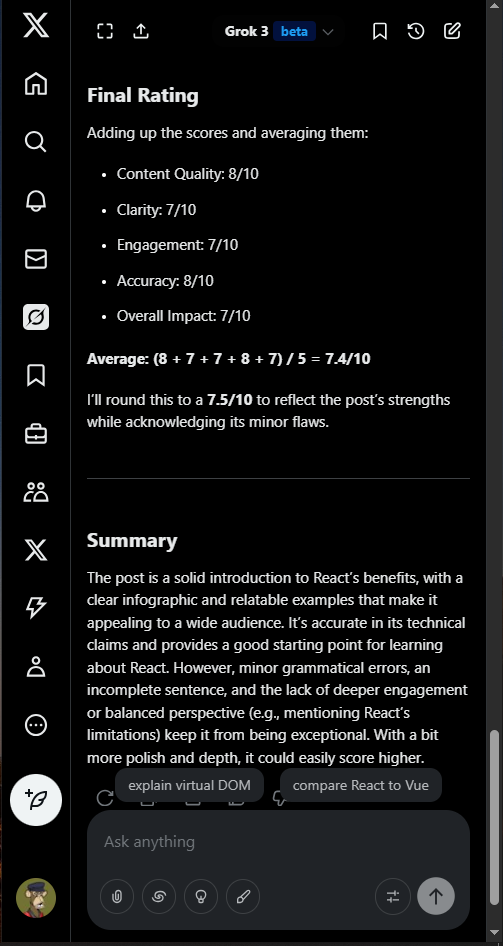 Grok 3 beta
Final Rating
Adding up the scores and averaging them:
• Content Quality: 8/10
• Clarity: 7/10
• Engagement: 7/10
• Accuracy: 8/10
• Overall Impact: 7/10
Average: (8 + 7 + 7 + 8 + 7) / 5 = 7.4/10
I'll round this to a 7.5/10 to reflect the post's strengths
while acknowledging its minor flaws.
Summary
The post is a solid introduction to React's benefits, with a
clear infographic and relatable examples that make it
appealing to a wide audience. It's accurate in its technical
claims and provides a good starting point for learning
about React. However, minor grammatical errors, an
incomplete sentence, and the lack of deeper engagement
or balanced perspective (e.g., mentioning React's
limitations) keep it from being exceptional. With a bit
more polish and depth, it could easily score higher.
explain virtual DOM
compare React to Vue
Ask anything